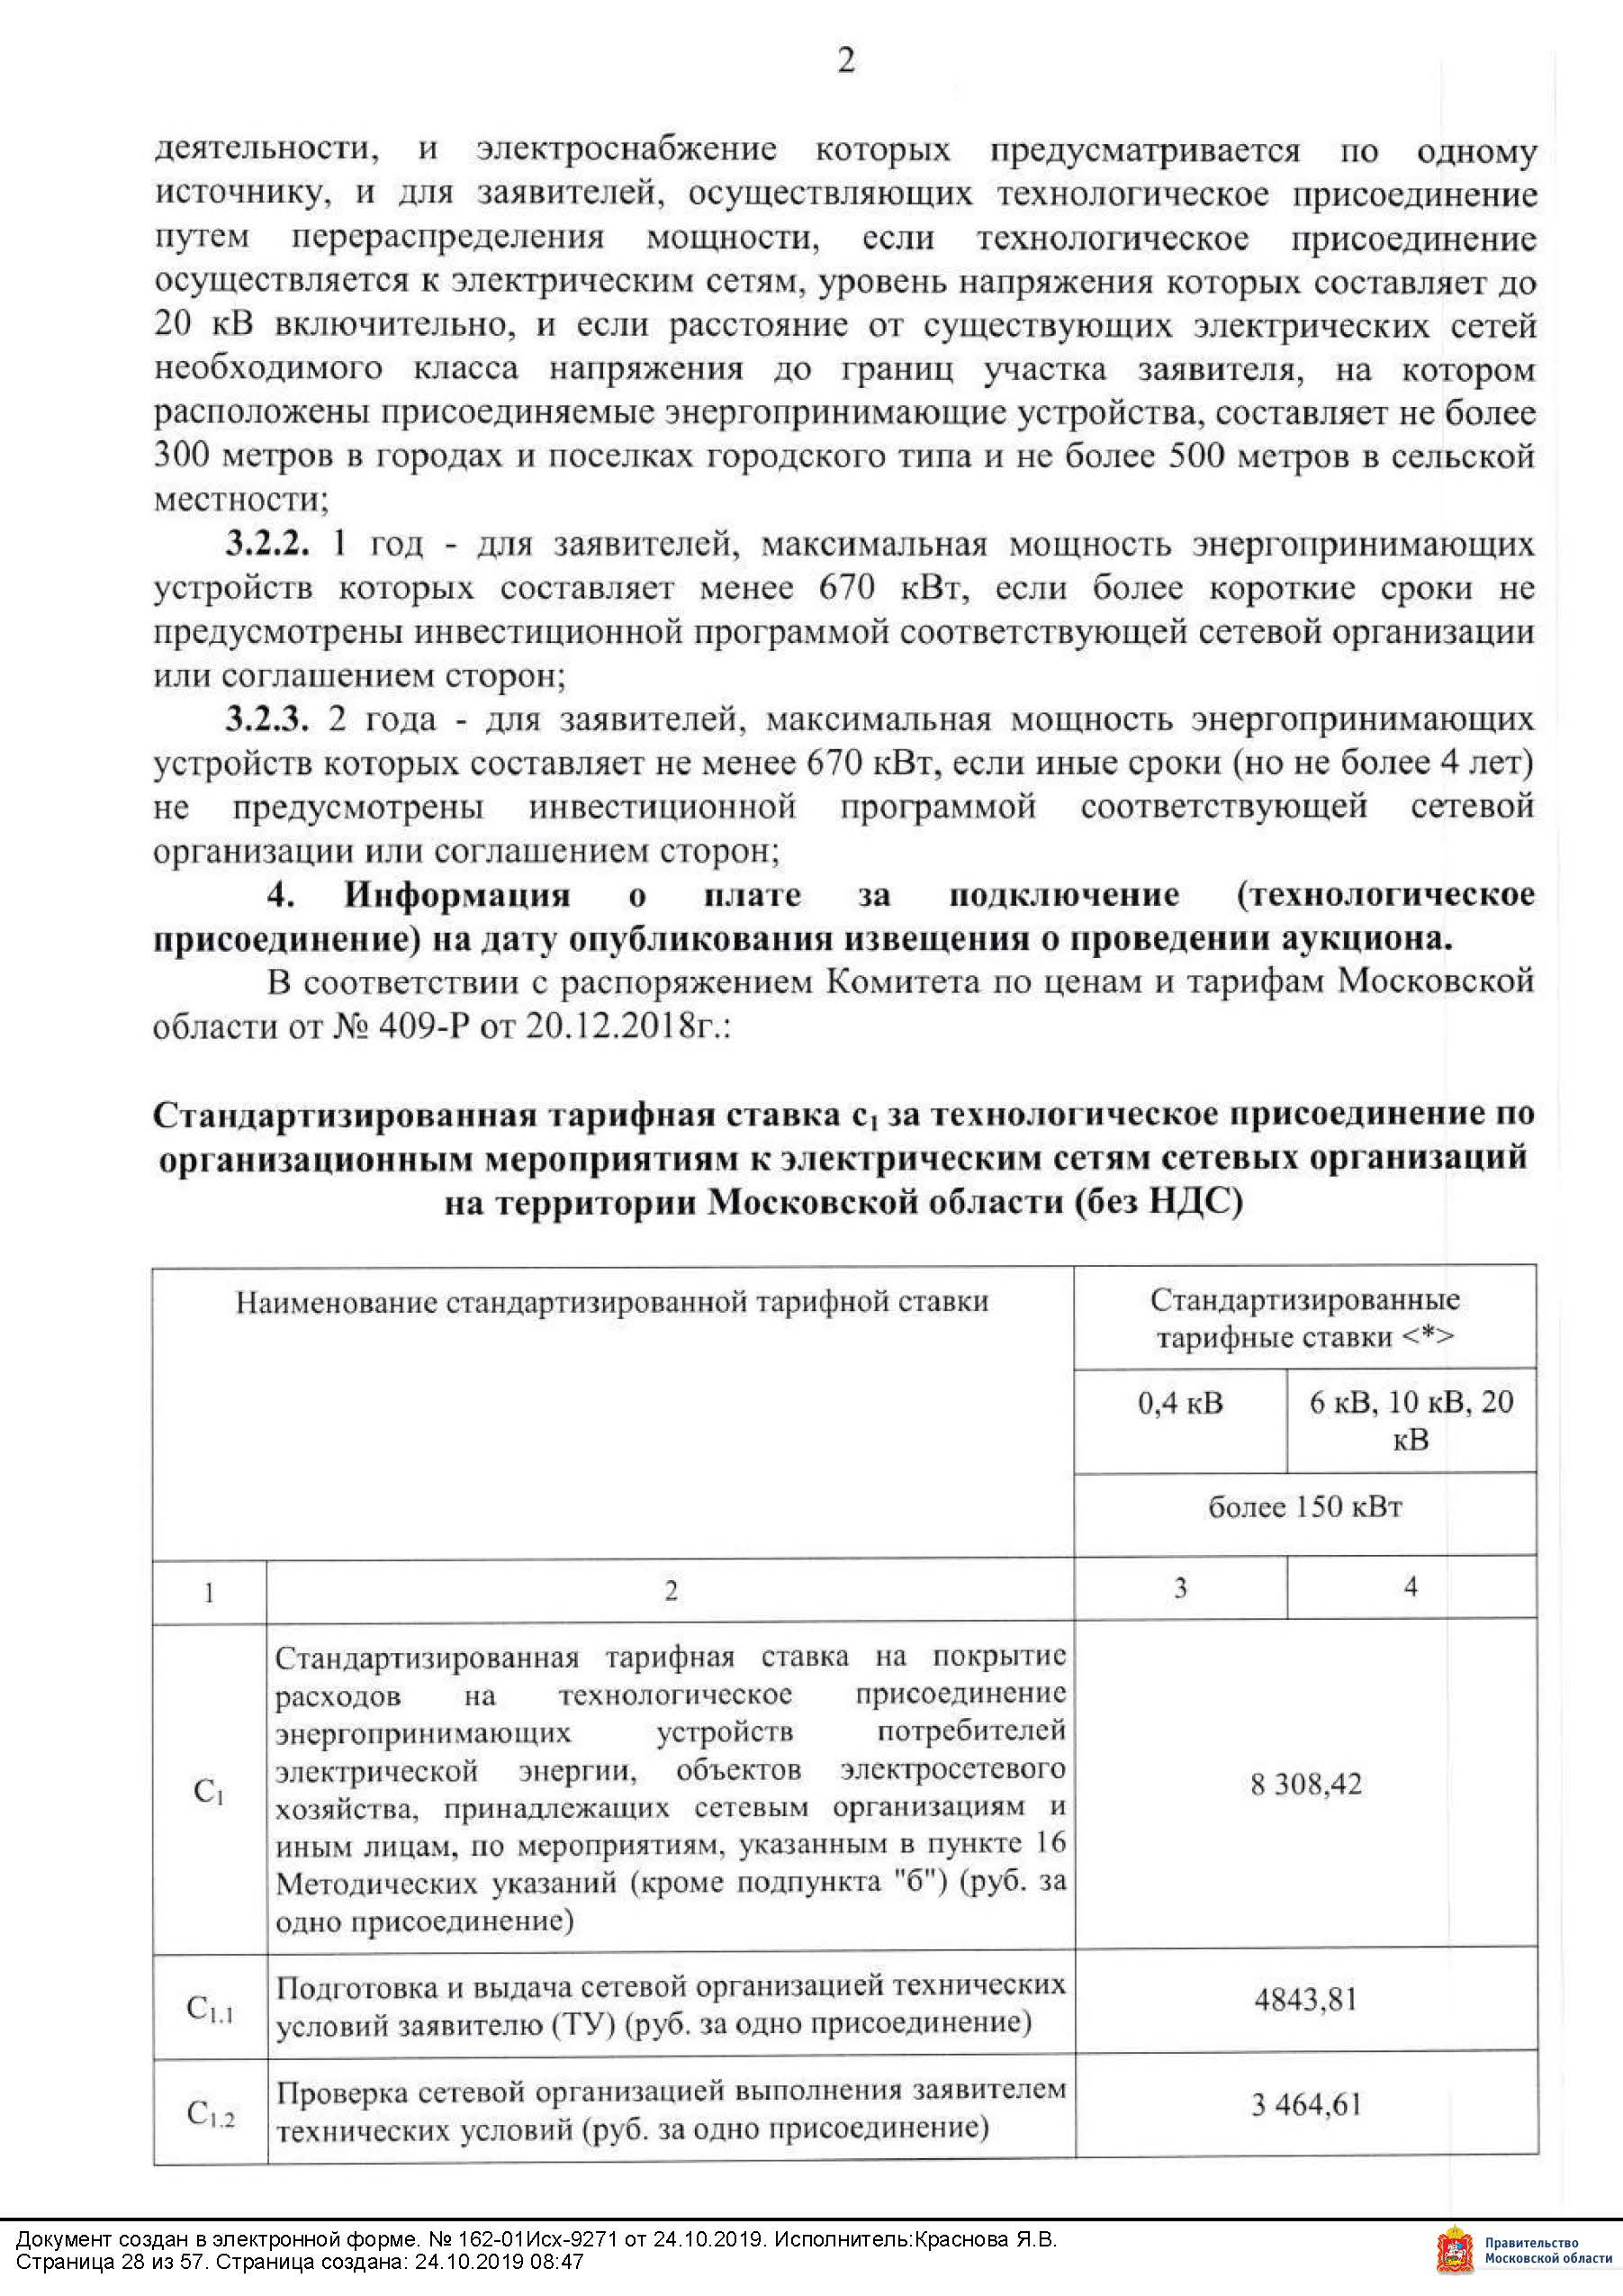 2
деятельности, и электроснабжение которых предусматривается по одному
источнику, и для заявителей, осуществляющих технологическое присоединение
путем перераспределения мощности, если технологическое присоединение
осуществляется к электрическим сетям, уровень напряжения которых составляет до
20 кВ включительно, и если расстояние от существующих электрических сетей
необходимого класса напряжения до границ участка заявителя, на котором
расположены присоединяемые энергопринимающие устройства, составляет не более
300 метров в городах и поселках городского типа и не более 500 метров в сельской
местности;
3.2.2. 1 год - для заявителей, максимальная мощность энергопринимающих
устройств которых составляет менее 670 кВт, если более короткие сроки не
предусмотрены инвестиционной программой соответствующей сетевой организации
или соглашением сторон;
3.2.3. 2 года - для заявителей, максимальная мощность энергопринимающих
устройств которых составляет не менее 670 кВт, если иные сроки (но не более 4 лет)
не предусмотрены инвестиционной программой соответствующей сетевой
организации или соглашением сторон;
4. Информация о плате за подключение (технологическое
присоединение) на дату опубликования извещения о проведении аукциона.
В соответствии с распоряжением Комитета по ценам и тарифам Московской
области от № 409-Р от 20.12.2018г.:
Стандартизированная тарифная ставка с1 за технологическое присоединение по
организационным мероприятиям к электрическим сетям сетевых организаций
на территории Московской области (без НДС)
Наименование стандартизированной тарифной ставки
Стандартизированные
тарифные ставки <*>
0,4 кВ
6 кВ, 10 кВ, 20
кВ
более 150 кВт
1
2
3
4
С1
Стандартизированная тарифная ставка на покрытие
расходов на технологическое присоединение
энергопринимающих устройств потребителей
электрической энергии, объектов электросетевого
хозяйства, принадлежащих сетевым организациям и
иным лицам, по мероприятиям, указанным в пункте 16
Методических указаний (кроме подпункта "б") (руб. за
одно присоединение)
8 308,42
С1.1
Подготовка и выдача сетевой организацией технических
условий заявителю (ТУ) (руб. за одно присоединение)
4843,81
С1.2
Проверка сетевой организацией выполнения заявителем
технических условий (руб. за одно присоединение)
3 464,61
Документ создан в электронной форме. № 162-01Исх-9271 от 24.10.2019. Исполнитель:Краснова Я.В.
Страница 28 из 57. Страница создана: 24.10.2019 08:47
Правительство
Московской области